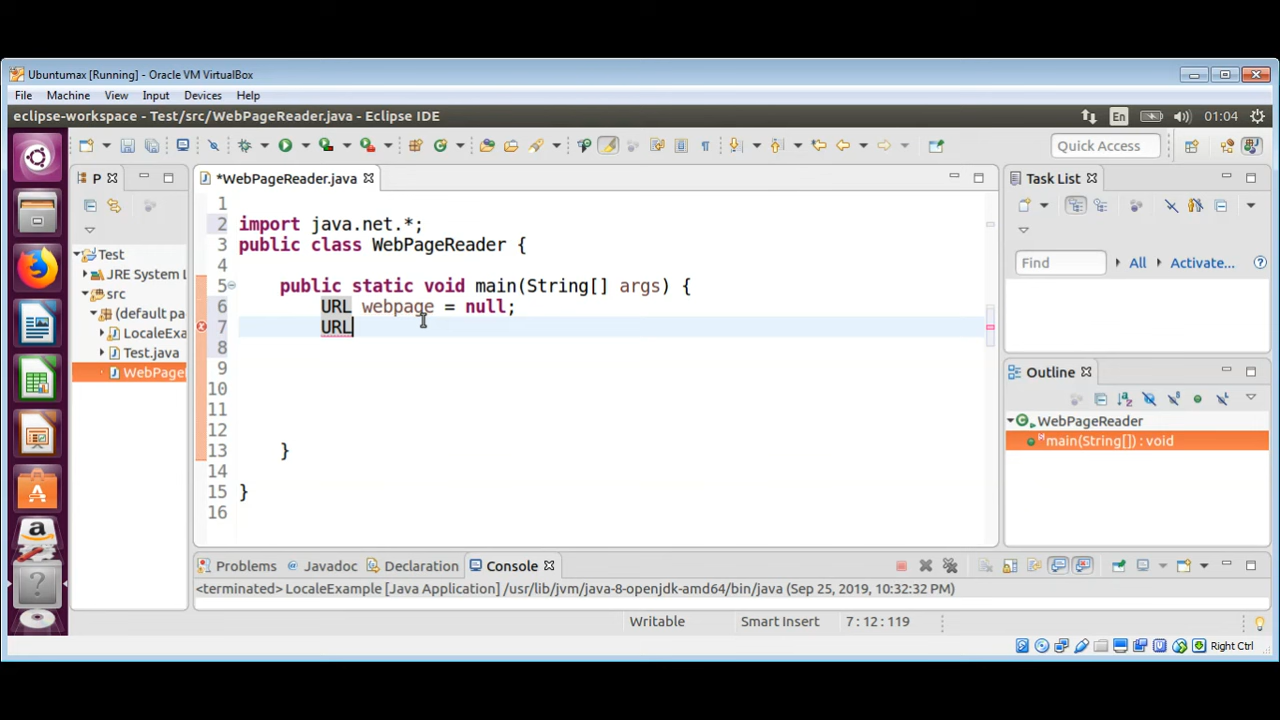 Ubuntumax [Running] - Oracle VM VirtualBox
File Machine View Input Devices Help
eclipse-workspace - Test/src/WebPageReader.java - Eclipse IDE
En 01:04
Quick Access
P
*WebPageReader.java
Task List
1
2 import java.net.*;
3 public class WebPageReader {
4
5 public static void main(String[] args) {
6 URL webpage = null;
7 URL
8
9
10
11
12
13 }
14
15 }
16
Test
JRE System L
src
(default pa
LocaleExa
Test.java
WebPage
Find All Activate...
Outline
WebPageReader
main(String[]) : void
Problems Javadoc Declaration Console
<terminated> LocaleExample [Java Application] /usr/lib/jvm/java-8-openjdk-amd64/bin/java (Sep 25, 2019, 10:32:32 PM)
Writable Smart Insert 7 : 12 : 119
Right Ctrl